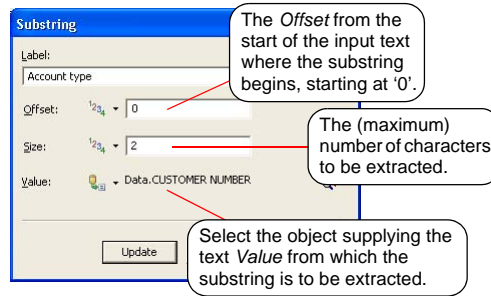 Substring
The Offset from the
start of the input text
where the substring
begins, starting at ‘0’.
Label:
Account type
Offset: 123 0
The (maximum)
number of characters
to be extracted.
Size: 123 2
Value: Data.CUSTOMER NUMBER
Update
Select the object supplying the
text Value from which the
substring is to be extracted.